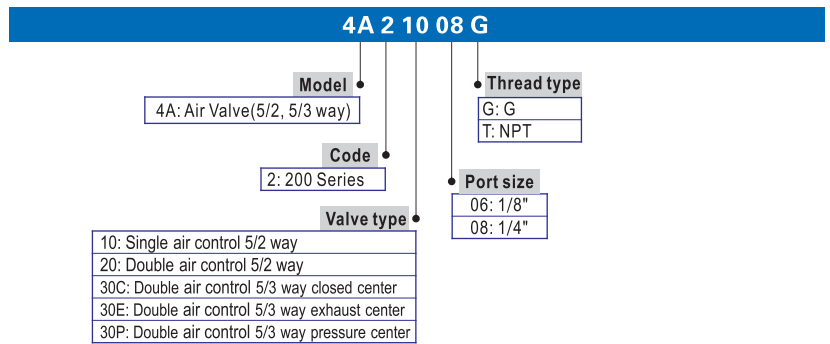 4A 2 10 08 G
Model
4A: Air Valve(5/2, 5/3 way)
Code
2: 200 Series
Valve type
10: Single air control 5/2 way
20: Double air control 5/2 way
30C: Double air control 5/3 way closed center
30E: Double air control 5/3 way exhaust center
30P: Double air control 5/3 way pressure center
Thread type
G: G
T: NPT
Port size
06: 1/8"
08: 1/4"